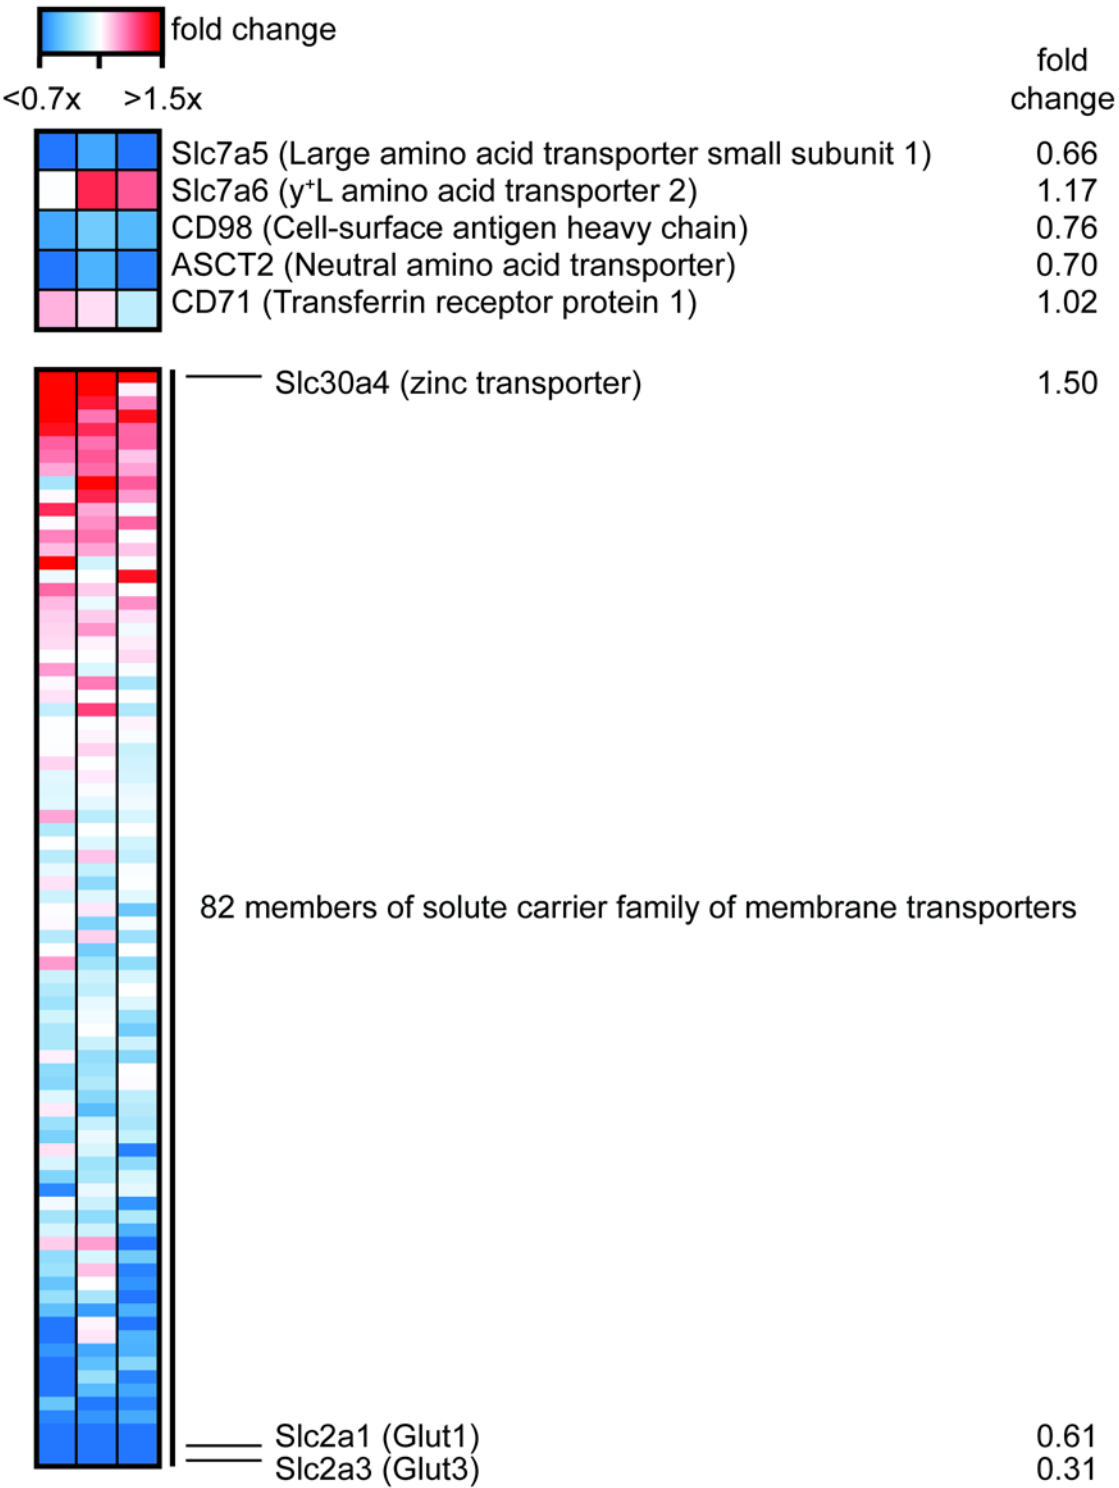 fold change
<0.7x >1.5x
fold
change
Slc7a5 (Large amino acid transporter small subunit 1) 0.66
Slc7a6 (y⁺L amino acid transporter 2) 1.17
CD98 (Cell-surface antigen heavy chain) 0.76
ASCT2 (Neutral amino acid transporter) 0.70
CD71 (Transferrin receptor protein 1) 1.02
Slc30a4 (zinc transporter) 1.50
82 members of solute carrier family of membrane transporters
Slc2a1 (Glut1) 0.61
Slc2a3 (Glut3) 0.31